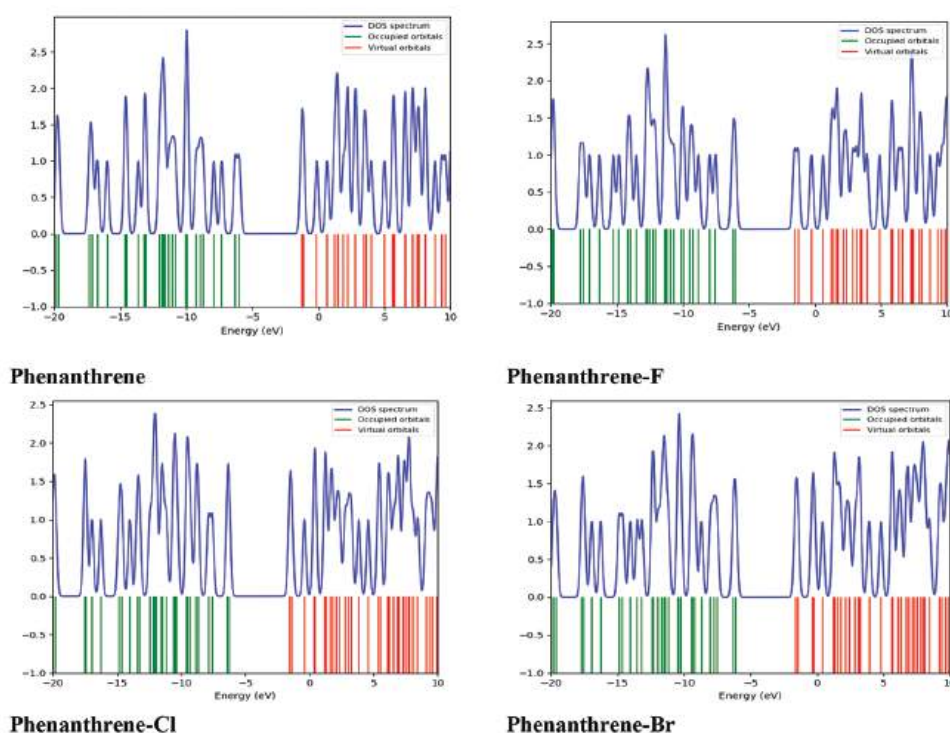 DOS spectrum
Occupied orbitals
Virtual orbitals
2.5
2.0
1.5
1.0
0.5
0.0
−0.5
−1.0
−20 −15 −10 −5 0 5 10
Energy (eV)
Phenanthrene
DOS spectrum
Occupied orbitals
Virtual orbitals
2.5
2.0
1.5
1.0
0.5
0.0
−0.5
−1.0
−20 −15 −10 −5 0 5 10
Energy (eV)
Phenanthrene-F
DOS spectrum
Occupied orbitals
Virtual orbitals
2.5
2.0
1.5
1.0
0.5
0.0
−0.5
−1.0
−20 −15 −10 −5 0 5 10
Energy (eV)
Phenanthrene-Cl
DOS spectrum
Occupied orbitals
Virtual orbitals
2.5
2.0
1.5
1.0
0.5
0.0
−0.5
−1.0
−20 −15 −10 −5 0 5 10
Energy (eV)
Phenanthrene-Br